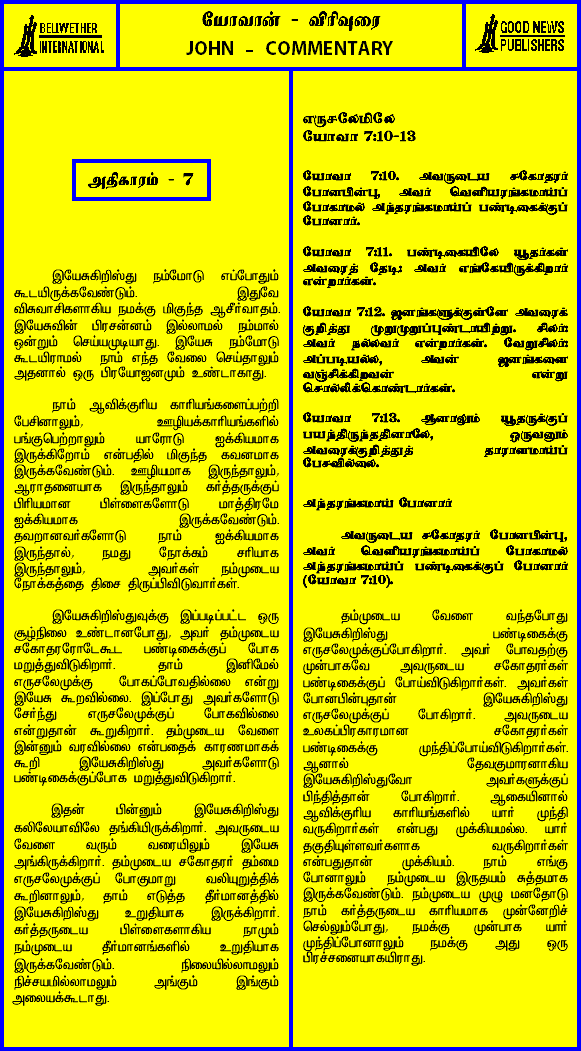 BELWETHER
INTERNATIONAL
யோவான் - விரிவுரை
JOHN - COMMENTARY
GOOD NEWS
PUBLISHERS
அதிகாரம் - 7
இயேசுகிறிஸ்து நம்மோடு எப்போதும்
கூடயிருக்கவேண்டும். இதுவே
விசுவாசிகளாகிய நமக்கு மிகுந்த ஆசீர்வாதம்.
இயேசுவின் பிரசன்னம் இல்லாமல் நம்மால்
ஒன்றும் செய்யமுடியாது. இயேசு நம்மோடு
கூடயிராமல் நாம் எந்த வேலை செய்தாலும்
அதனால் ஒரு பிரயோஜனமும் உண்டாகாது.
நாம் ஆவிக்குரிய காரியங்களைப்பற்றி
பேசினாலும், ஊழியக்காரியங்களில்
பங்குபெற்றாலும் யாரோடு ஐக்கியமாக
இருக்கிறோம் என்பதில் மிகுந்த கவனமாக
இருக்கவேண்டும். ஊழியமாக இருந்தாலும்,
ஆராதனையாக இருந்தாலும் கர்த்தருக்குப்
பிரியமான பிள்ளைகளோடு மாத்திரமே
ஐக்கியமாக இருக்கவேண்டும்.
தவறானவர்களோடு நாம் ஐக்கியமாக
இருந்தால், நமது நோக்கம் சரியாக
இருந்தாலும், அவர்கள் நம்முடைய
நோக்கத்தை திசை திருப்பிவிடுவார்கள்.
இயேசுகிறிஸ்துவுக்கு இப்படிப்பட்ட ஒரு
சூழ்நிலை உண்டானபோது, அவர் தம்முடைய
சகோதரரோடேகூட பண்டிகைக்குப் போக
மறுத்துவிடுகிறார். தாம் இனிமேல்
எருசலேமுக்கு போகப்போவதில்லை என்று
இயேசு கூறவில்லை. இப்போது அவர்களோடு
சேர்ந்து எருசலேமுக்குப் போகவில்லை
என்றுதான் கூறுகிறார். தம்முடைய வேளை
இன்னும் வரவில்லை என்பதைக் காரணமாகக்
கூறி இயேசுகிறிஸ்து அவர்களோடு
பண்டிகைக்குப்போக மறுத்துவிடுகிறார்.
இதன் பின்னும் இயேசுகிறிஸ்து
கலிலேயாவிலே தங்கியிருக்கிறார். அவருடைய
வேளை வரும் வரையிலும் இயேசு
அங்கிருக்கிறார். தம்முடைய சகோதரர் தம்மை
எருசலேமுக்குப் போகுமாறு வலியுறுத்திக்
கூறினாலும், தாம் எடுத்த தீர்மானத்தில்
இயேசுகிறிஸ்து உறுதியாக இருக்கிறார்.
கர்த்தருடைய பிள்ளைகளாகிய நாமும்
நம்முடைய தீர்மானங்களில் உறுதியாக
இருக்கவேண்டும். நிலையில்லாமலும்
நிச்சயமில்லாமலும் அங்கும் இங்கும்
அலையக்கூடாது.
எருசலேமிலே
யோவா 7:10-13
யோவா 7:10. அவருடைய சகோதரர்
போனபின்பு, அவர் வெளியரங்கமாய்ப்
போகாமல் அந்தரங்கமாய்ப் பண்டிகைக்குப்
போனார்.
யோவா 7:11. பண்டிகையிலே யூதர்கள்
அவரைத் தேடி: அவர் எங்கேயிருக்கிறார்
என்றார்கள்.
யோவா 7:12. ஜனங்களுக்குள்ளே அவரைக்
குறித்து முறுமுறுப்புண்டாயிற்று. சிலர்:
அவர் நல்லவர் என்றார்கள். வேறுசிலர்:
அப்படியல்ல, அவன் ஜனங்களை
வஞ்சிக்கிறவன் என்று
சொல்லிக்கொண்டார்கள்.
யோவா 7:13. ஆனாலும் யூதருக்குப்
பயந்திருந்ததினாலே, ஒருவனும்
அவரைக்குறித்துத் தாராளமாய்ப்
பேசவில்லை.
அந்தரங்கமாய் போனார்
அவருடைய சகோதரர் போனபின்பு,
அவர் வெளியரங்கமாய்ப் போகாமல்
அந்தரங்கமாய்ப் பண்டிகைக்குப் போனார்
(யோவா 7:10).
தம்முடைய வேளை வந்தபோது
இயேசுகிறிஸ்து பண்டிகைக்கு
எருசலேமுக்குப்போகிறார். அவர் போவதற்கு
முன்பாகவே அவருடைய சகோதரர்கள்
பண்டிகைக்குப் போய்விடுகிறார்கள். அவர்கள்
போனபின்புதான் இயேசுகிறிஸ்து
எருசலேமுக்குப் போகிறார். அவருடைய
உலகப்பிரகாரமான சகோதரர்கள்
பண்டிகைக்கு முந்திப்போய்விடுகிறார்கள்.
ஆனால் தேவகுமாரனாகிய
இயேசுகிறிஸ்துவோ அவர்களுக்குப்
பிந்தித்தான் போகிறார். ஆகையினால்
ஆவிக்குரிய காரியங்களில் யார் முந்தி
வருகிறார்கள் என்பது முக்கியமல்ல. யார்
தகுதியுள்ளவர்களாக வருகிறார்கள்
என்பதுதான் முக்கியம். நாம் எங்கு
போனாலும் நம்முடைய இருதயம் சுத்தமாக
இருக்கவேண்டும். நம்முடைய முழு மனதோடு
நாம் கர்த்தருடைய காரியமாக முன்னேறிச்
செல்லும்போது, நமக்கு முன்பாக யார்
முந்திப்போனாலும் நமக்கு அது ஒரு
பிரச்சனையாகயிராது.